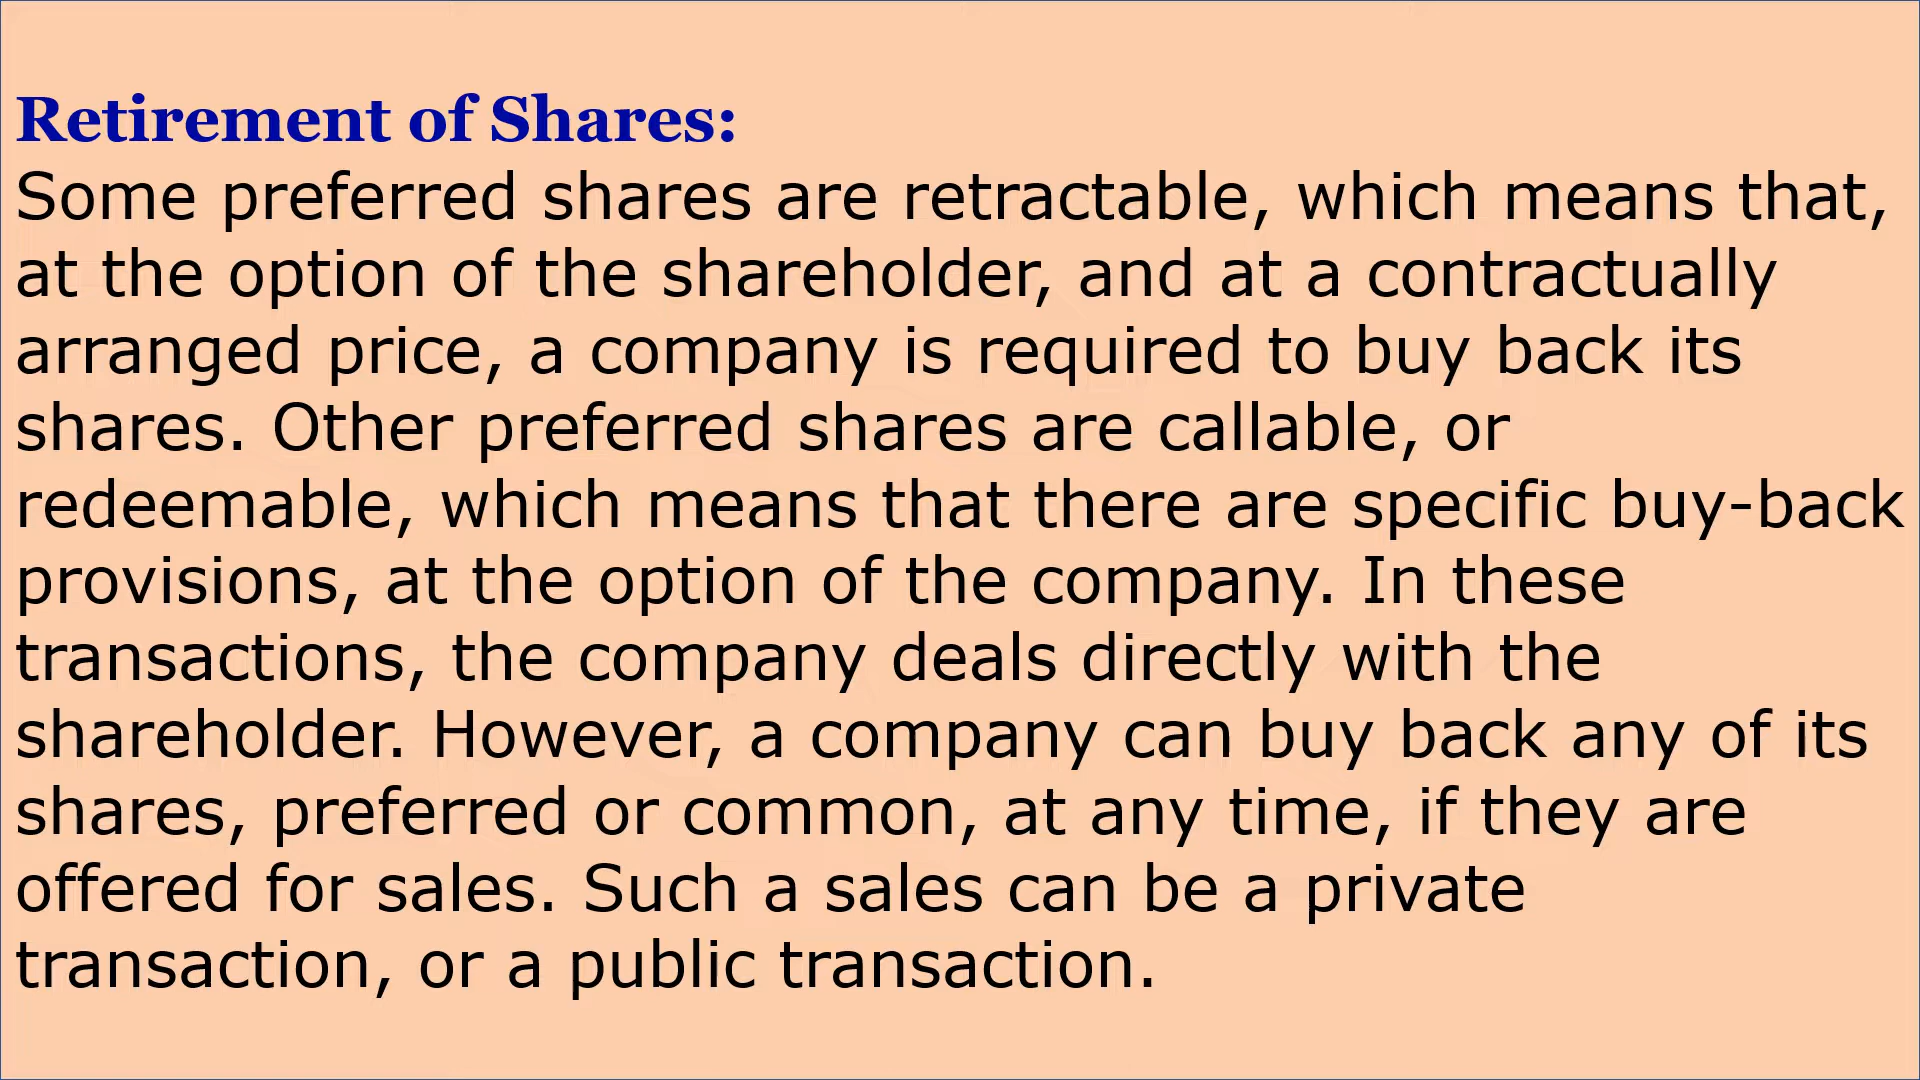 Retirement of Shares:
Some preferred shares are retractable, which means that,
at the option of the shareholder, and at a contractually
arranged price, a company is required to buy back its
shares. Other preferred shares are callable, or
redeemable, which means that there are specific buy-back
provisions, at the option of the company. In these
transactions, the company deals directly with the
shareholder. However, a company can buy back any of its
shares, preferred or common, at any time, if they are
offered for sales. Such a sales can be a private
transaction, or a public transaction.